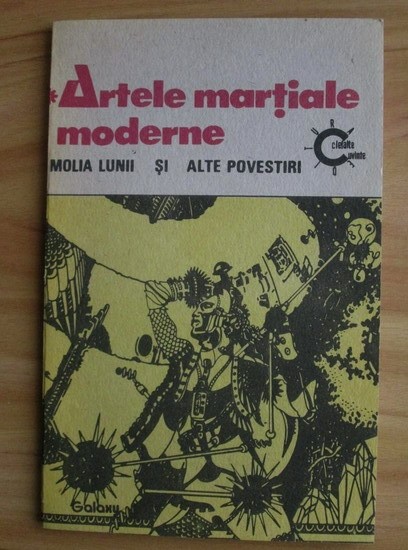 *Artele marțiale
moderne
MOLIA LUNII ȘI ALTE POVESTIRI
Galaxy